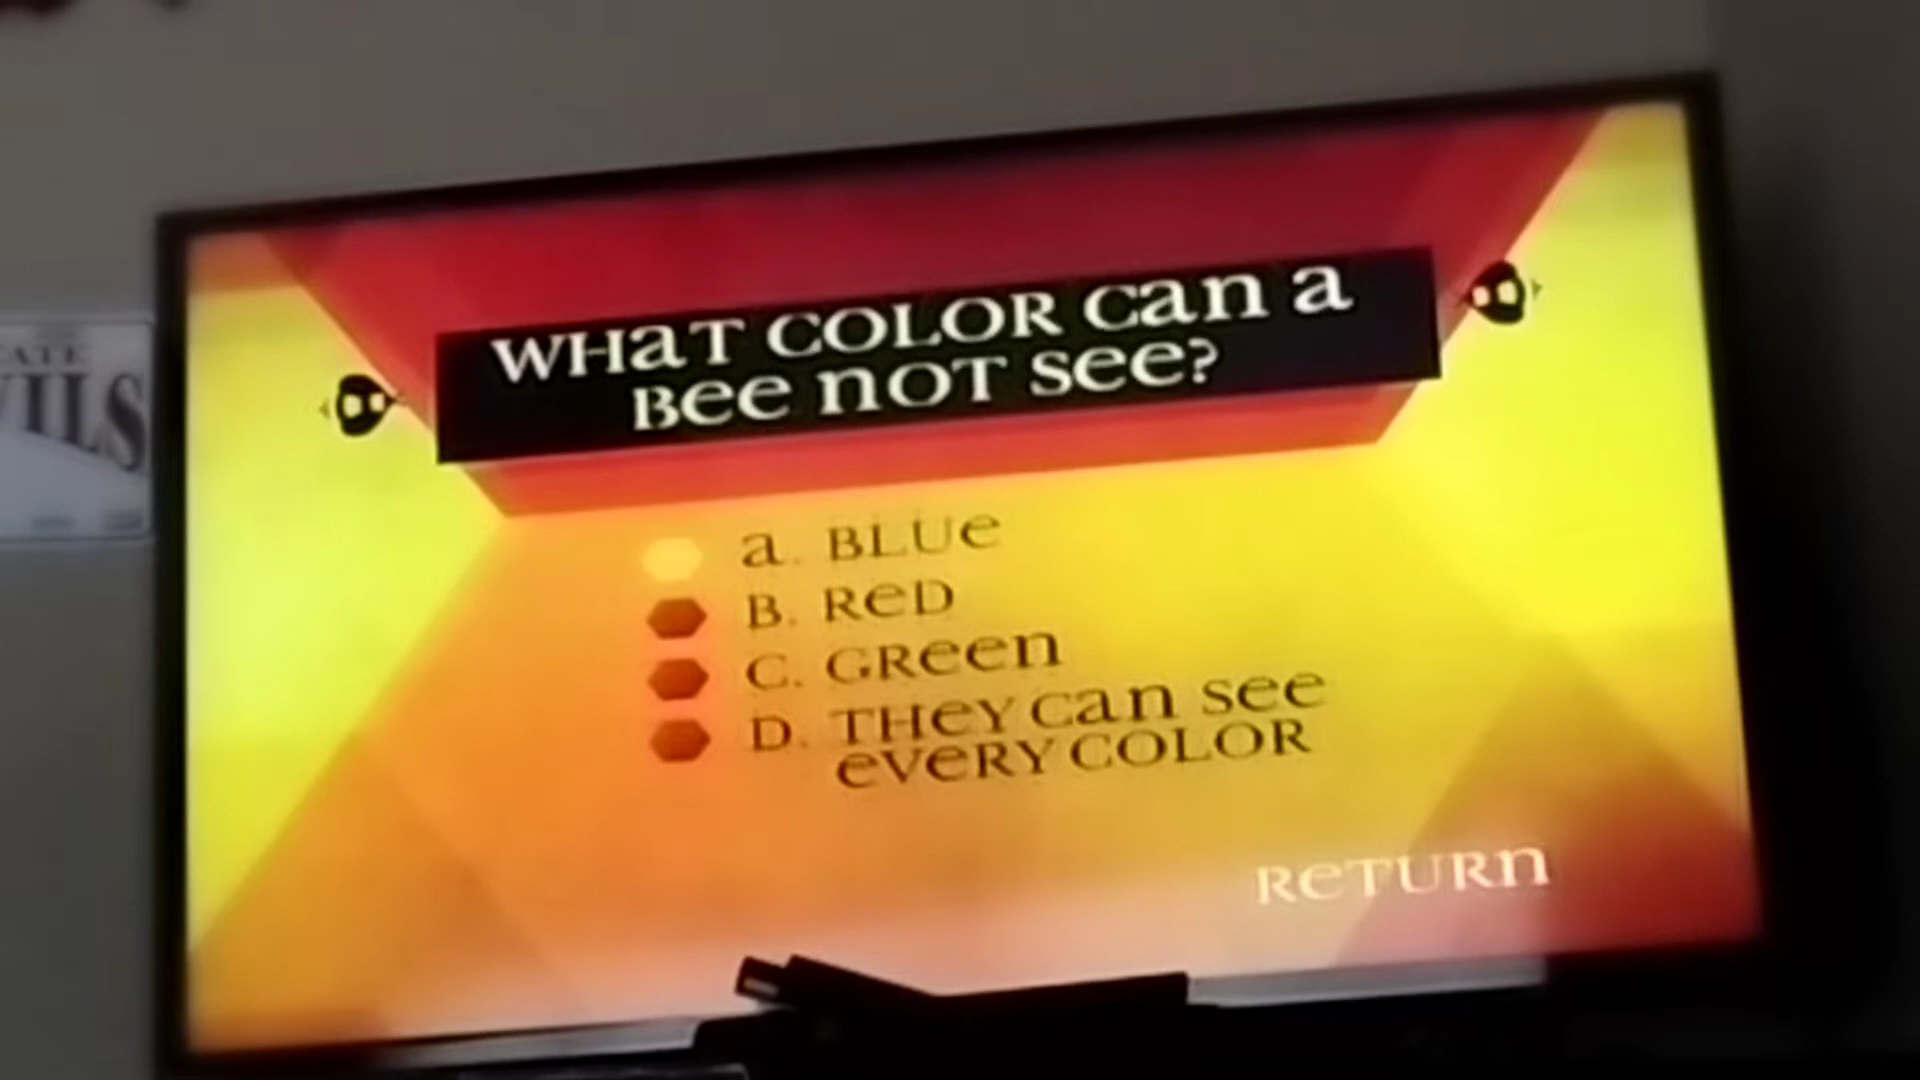 WHaT COLOR can a
Bee nOT see?
a. BLUe
B. ReD
C. GReen
D. THeY can see
eVeRY COLOR
ReTURn